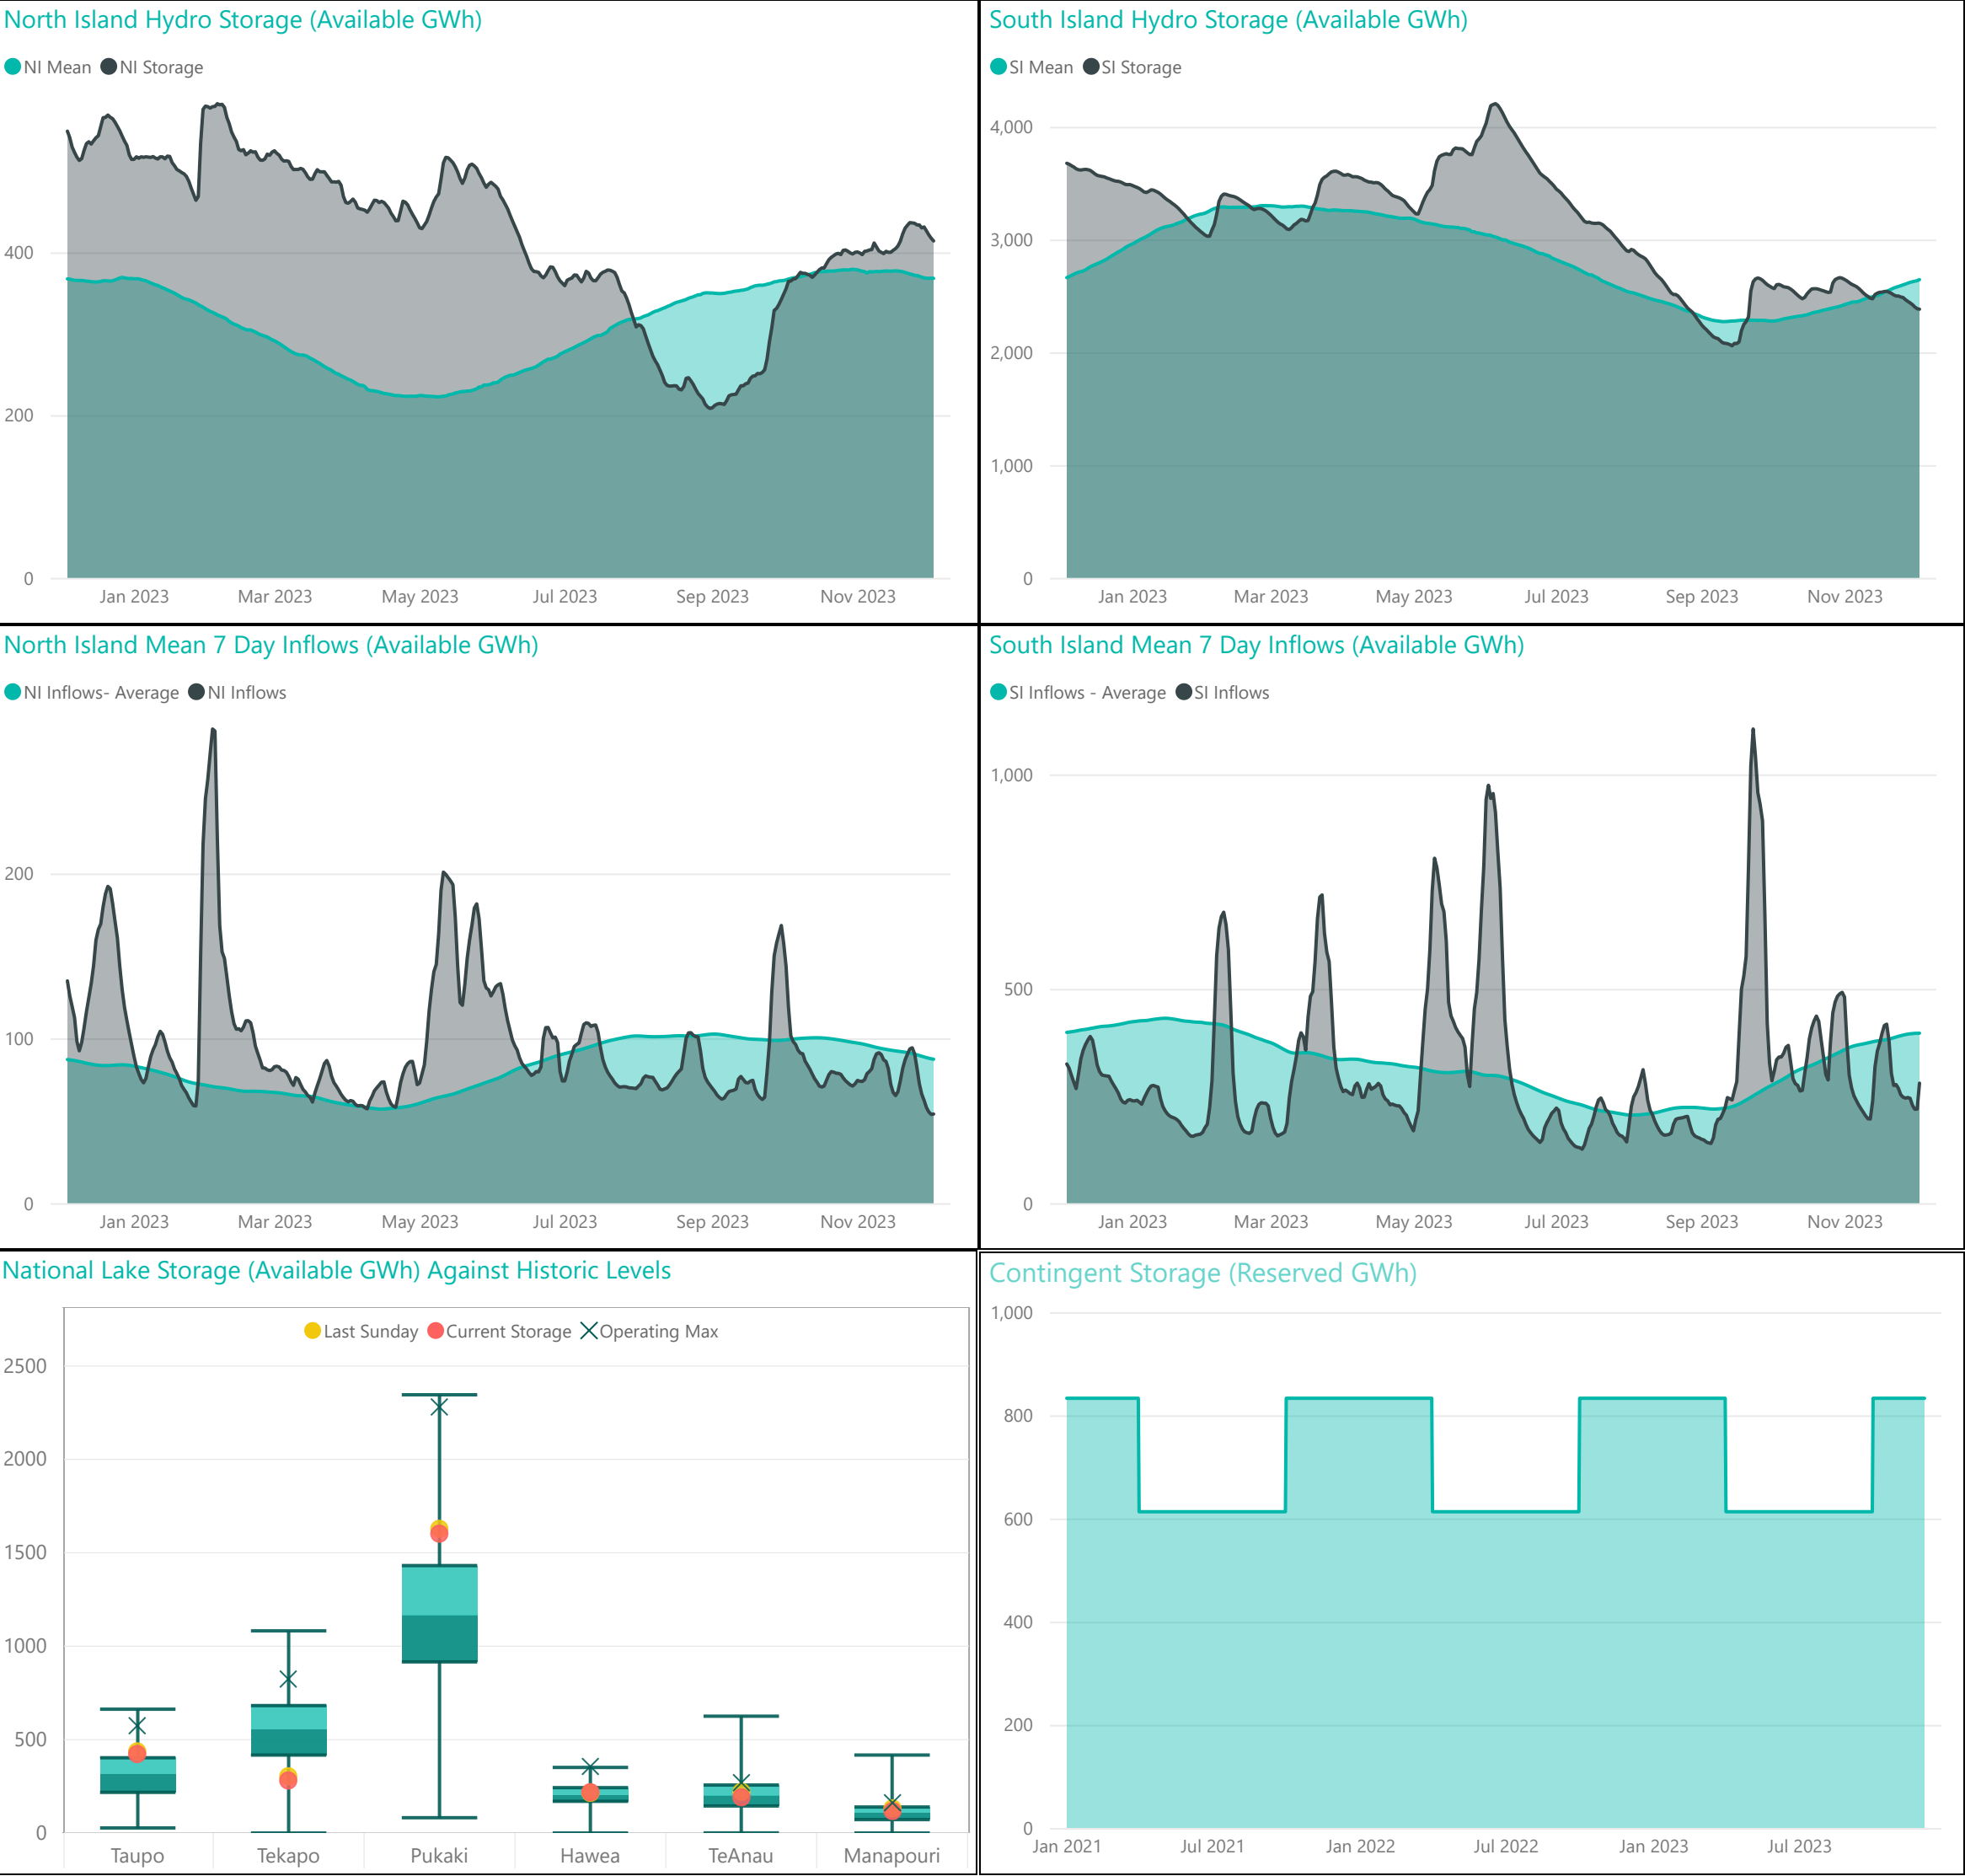 North Island Hydro Storage (Available GWh)
NI Mean NI Storage
400
200
0
Jan 2023 Mar 2023 May 2023 Jul 2023 Sep 2023 Nov 2023
South Island Hydro Storage (Available GWh)
SI Mean SI Storage
4,000
3,000
2,000
1,000
0
Jan 2023 Mar 2023 May 2023 Jul 2023 Sep 2023 Nov 2023
North Island Mean 7 Day Inflows (Available GWh)
NI Inflows- Average NI Inflows
200
100
0
Jan 2023 Mar 2023 May 2023 Jul 2023 Sep 2023 Nov 2023
South Island Mean 7 Day Inflows (Available GWh)
SI Inflows - Average SI Inflows
1,000
500
0
Jan 2023 Mar 2023 May 2023 Jul 2023 Sep 2023 Nov 2023
National Lake Storage (Available GWh) Against Historic Levels
Last Sunday Current Storage Operating Max
2500
2000
1500
1000
500
0
Taupo Tekapo Pukaki Hawea TeAnau Manapouri
Contingent Storage (Reserved GWh)
1,000
800
600
400
200
0
Jan 2021 Jul 2021 Jan 2022 Jul 2022 Jan 2023 Jul 2023